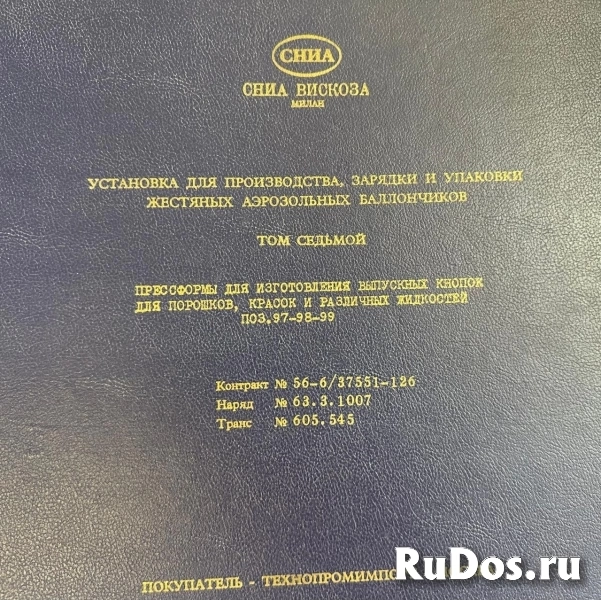 СНИА
СНИА ВИСКОЗА
МИЛАН
УСТАНОВКА ДЛЯ ПРОИЗВОДСТВА, ЗАРЯДКИ И УПАКОВКИ
ЖЕСТЯНЫХ АЭРОЗОЛЬНЫХ БАЛЛОНЧИКОВ
ТОМ СЕДЬМОЙ
ПРЕССФОРМЫ ДЛЯ ИЗГОТОВЛЕНИЯ ВЫПУСКНЫХ КНОПОК
ДЛЯ ПОРОШКОВ, КРАСОК И РАЗЛИЧНЫХ ЖИДКОСТЕЙ
ПОЗ.97-98-99
Контракт № 56-6/37551-126
Наряд № 63.3.1007
Транс № 605.545
ПОКУПАТЕЛЬ - ТЕХНОПРОМИМПО
RuDos.ru